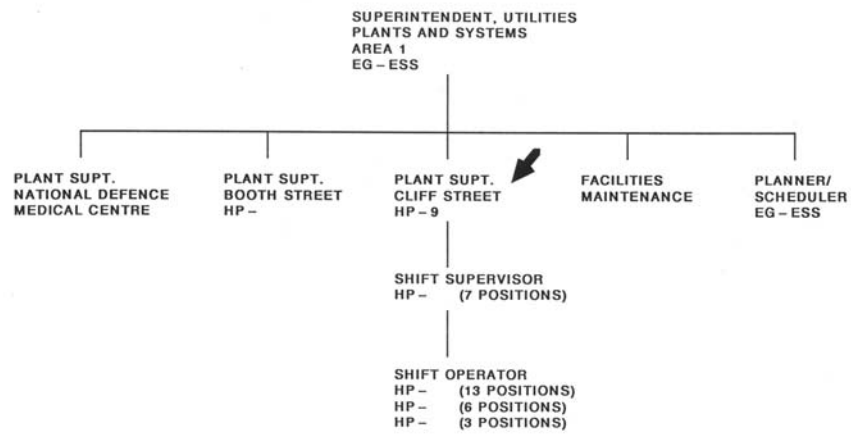 SUPERINTENDENT, UTILITIES
PLANTS AND SYSTEMS
AREA 1
EG – ESS
PLANT SUPT.
NATIONAL DEFENCE
MEDICAL CENTRE
PLANT SUPT.
BOOTH STREET
HP –
PLANT SUPT.
CLIFF STREET
HP – 9
FACILITIES
MAINTENANCE
PLANNER/
SCHEDULER
EG – ESS
SHIFT SUPERVISOR
HP – (7 POSITIONS)
SHIFT OPERATOR
HP – (13 POSITIONS)
HP – (6 POSITIONS)
HP – (3 POSITIONS)